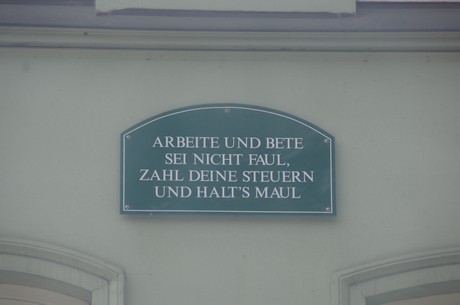 ARBEITE UND BETE
SEI NICHT FAUL,
ZAHL DEINE STEUERN
UND HALT'S MAUL